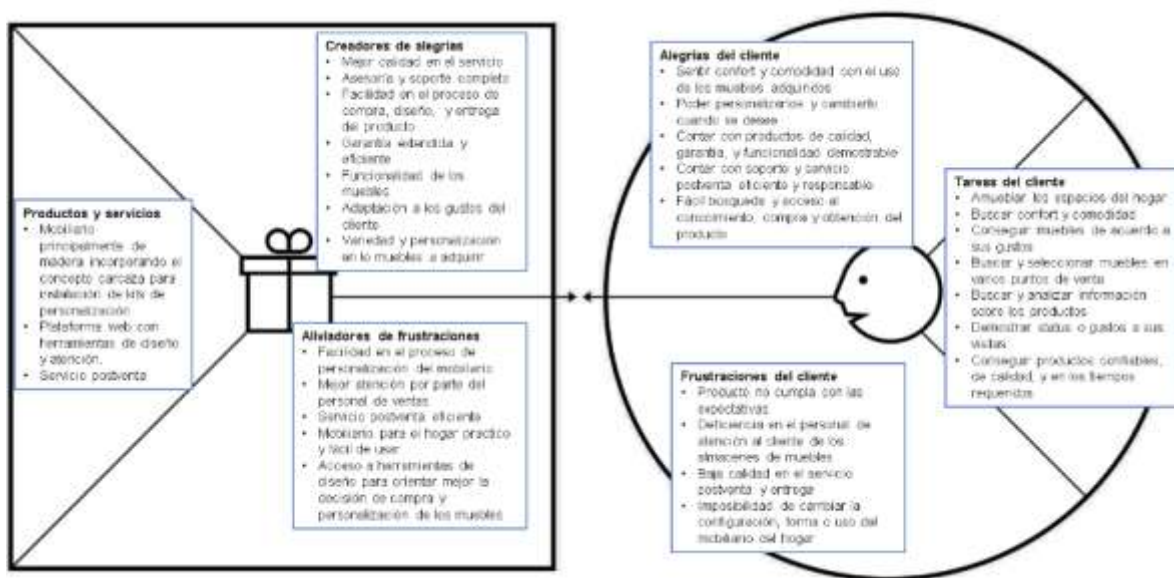 Creadores de alegrías
• Mejor calidad en el servicio
• Asesoría y soporte completo
• Facilidad en el proceso de
compra, diseño, y entrega
del producto
• Garantía extendida y
eficiente
• Funcionalidad de los
muebles
• Adaptación a los gustos del
cliente
• Variedad y personalización
en lo muebles a adquirir
Productos y servicios
• Mobiliario
principalmente de
madera incorporando el
concepto carcaza para
instalación de kits de
personalización
• Plataforma web con
herramientas de diseño
y atención.
• Servicio postventa
Aliviadores de frustraciones
• Facilidad en el proceso de
personalización del mobiliario
• Mejor atención por parte del
personal de ventas
• Servicio postventa eficiente
• Mobiliario para el hogar practico
y fácil de usar
• Acceso a herramientas de
diseño para orientar mejor la
decisión de compra y
personalización de los muebles
Alegrías del cliente
• Sentir confort y comodidad con el uso
de los muebles adquiridos
• Poder personalizarlos y cambiarlo
cuando se desee
• Contar con productos de calidad,
garantía, y funcionalidad demostrable
• Contar con soporte y servicio
postventa eficiente y responsable
• Fácil búsqueda y acceso al
conocimiento, compra y obtención del
producto
Tareas del cliente
• Amueblar los espacios del hogar
• Buscar confort y comodidad
• Conseguir muebles de acuerdo a
sus gustos
• Buscar y seleccionar muebles en
varios puntos de venta
• Buscar y analizar información
sobre los productos
• Demostrar status o gustos a sus
visitas
• Conseguir productos confiables,
de calidad, y en los tiempos
requeridos
Frustraciones del cliente
• Producto no cumpla con las
expectativas
• Deficiencia en el personal de
atención al cliente de los
almacenes de muebles
• Baja calidad en el servicio
postventa y entrega
• Imposibilidad de cambiar la
configuración, forma o uso del
mobiliario del hogar